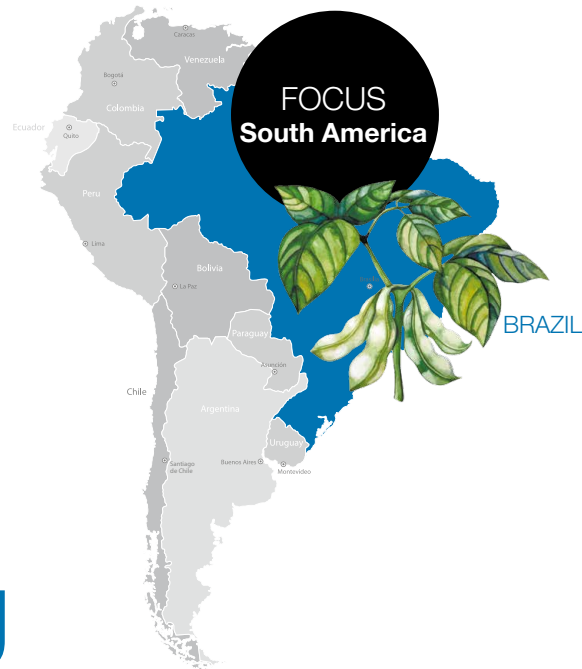 Caracas
Venezuela
Bogotá
Colombia
FOCUS
South America
Ecuador
Quito
Peru
Lima
Bolivia
La Paz
BRAZIL
Paraguay
Asunción
Chile
Argentina
Uruguay
Santiago
de Chile
Buenos Aires
Montevideo